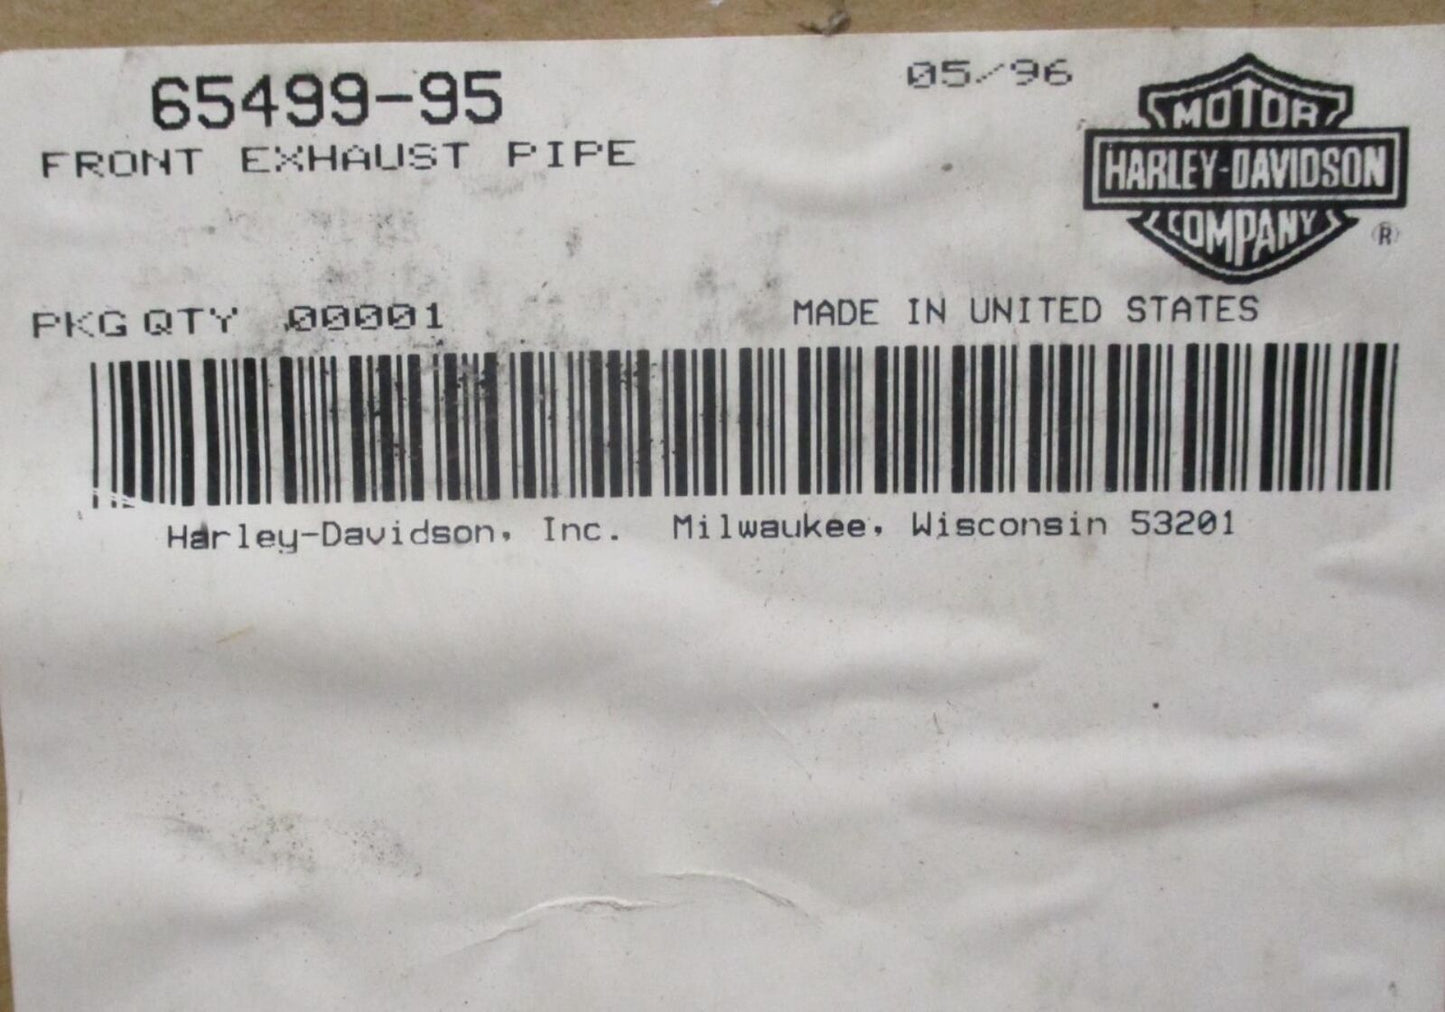 65499-95
05/96
FRONT EXHAUST PIPE
MOTOR
HARLEY-DAVIDSON
COMPANY
®
PKG QTY 00001
MADE IN UNITED STATES
Harley-Davidson, Inc. Milwaukee, Wisconsin 53201